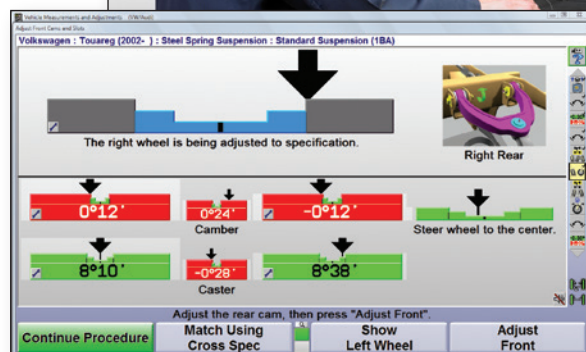 Vehicle Measurements and Adjustments (VW/Audi)
Adjust Front Cams and Slots
Volkswagen : Touareg (2002- ) : Steel Spring Suspension : Standard Suspension (1BA)
The right wheel is being adjusted to specification.
Right Rear
0°12'
0°24'
-0°12'
Camber
Steer wheel to the center.
8°10'
-0°28'
8°38'
Caster
Adjust the rear cam, then press "Adjust Front".
Continue Procedure
Match Using
Cross Spec
Show
Left Wheel
Adjust
Front